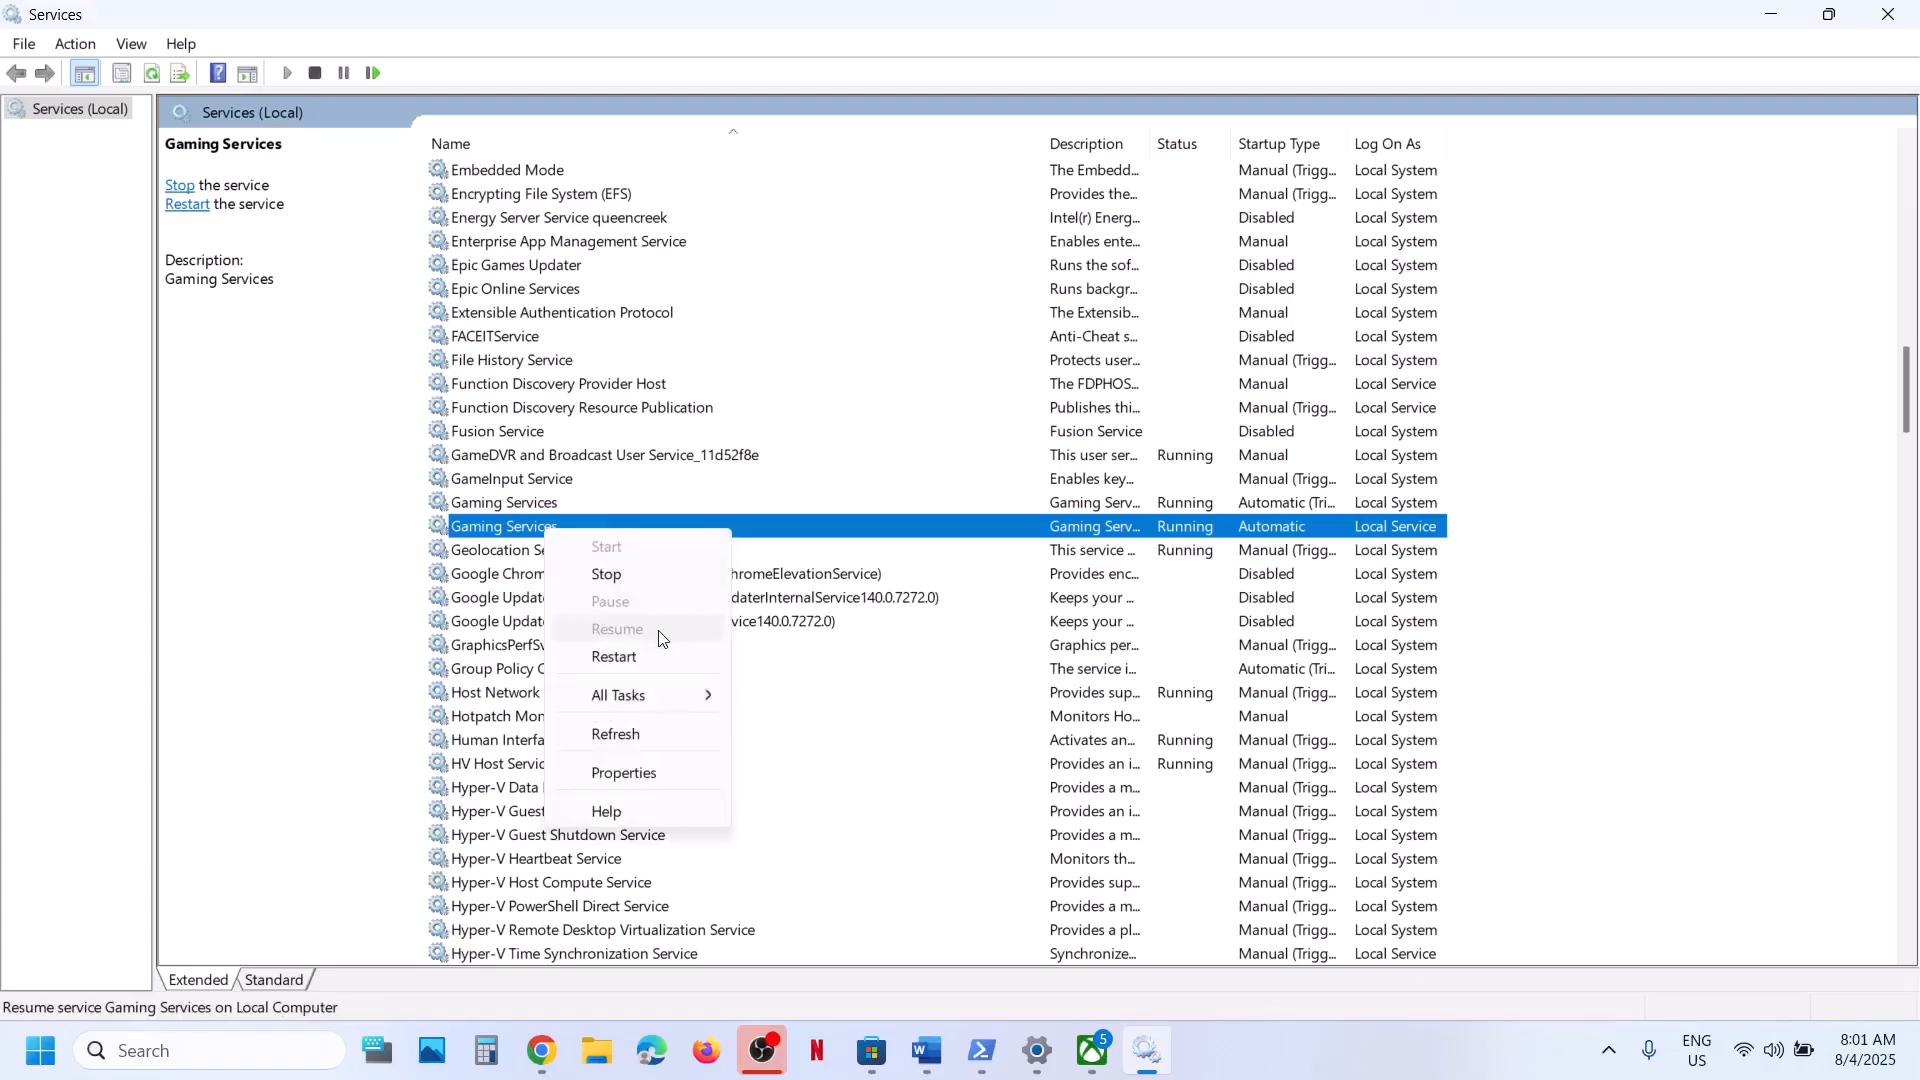 Services
File Action View Help
Services (Local)
Services (Local)
Gaming Services
Stop the service
Restart the service
Description:
Gaming Services
Name Description Status Startup Type Log On As
Embedded Mode The Embedd... Manual (Trigg... Local System
Encrypting File System (EFS) Provides the... Manual (Trigg... Local System
Energy Server Service queencreek Intel(r) Energ... Disabled Local System
Enterprise App Management Service Enables ente... Manual Local System
Epic Games Updater Runs the sof... Disabled Local System
Epic Online Services Runs backgr... Disabled Local System
Extensible Authentication Protocol The Extensib... Manual Local System
FACEITService Anti-Cheat s... Disabled Local System
File History Service Protects user... Manual (Trigg... Local System
Function Discovery Provider Host The FDPHOS... Manual Local Service
Function Discovery Resource Publication Publishes thi... Manual (Trigg... Local Service
Fusion Service Fusion Service Disabled Local System
GameDVR and Broadcast User Service_11d52f8e This user ser... Running Manual Local System
GameInput Service Enables key... Manual (Trigg... Local System
Gaming Services Gaming Serv... Running Automatic (Tri... Local System
Gaming Services Gaming Serv... Running Automatic Local Service
Geolocation Se This service ... Running Manual (Trigg... Local System
Google Chrom hromeElevationService) Provides enc... Disabled Local System
Google Updat daterInternalService140.0.7272.0) Keeps your ... Disabled Local System
Google Updat vice140.0.7272.0) Keeps your ... Disabled Local System
GraphicsPerfSv Graphics per... Manual (Trigg... Local System
Group Policy C The service i... Automatic (Tri... Local System
Host Network Provides sup... Running Manual (Trigg... Local System
Hotpatch Mon Monitors Ho... Manual Local System
Human Interfa Activates an... Running Manual (Trigg... Local System
HV Host Servic Provides an i... Running Manual (Trigg... Local System
Hyper-V Data Provides a m... Manual (Trigg... Local System
Hyper-V Guest Provides an i... Manual (Trigg... Local System
Hyper-V Guest Shutdown Service Provides a m... Manual (Trigg... Local System
Hyper-V Heartbeat Service Monitors th... Manual (Trigg... Local System
Hyper-V Host Compute Service Provides sup... Manual (Trigg... Local System
Hyper-V PowerShell Direct Service Provides a m... Manual (Trigg... Local System
Hyper-V Remote Desktop Virtualization Service Provides a pl... Manual (Trigg... Local System
Hyper-V Time Synchronization Service Synchronize... Manual (Trigg... Local Service
Start
Stop
Pause
Resume
Restart
All Tasks
Refresh
Properties
Help
Extended Standard
Resume service Gaming Services on Local Computer
Search
5
ENG
US
8:01 AM
8/4/2025